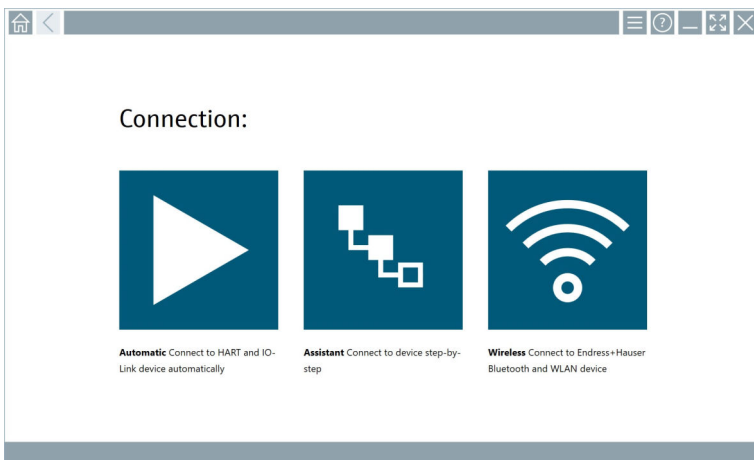 Connection:
Automatic Connect to HART and IO-
Link device automatically
Assistant Connect to device step-by-
step
Wireless Connect to Endress+Hauser
Bluetooth and WLAN device